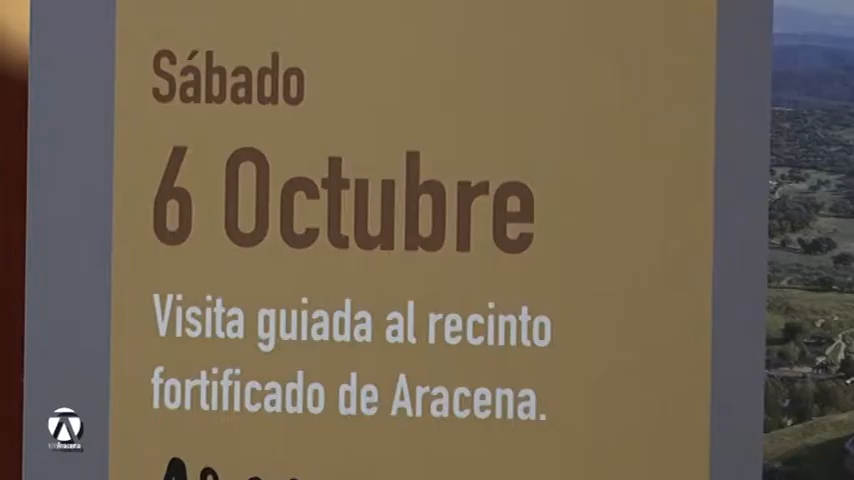 Sábado
6 Octubre
Visita guiada al recinto
fortificado de Aracena.